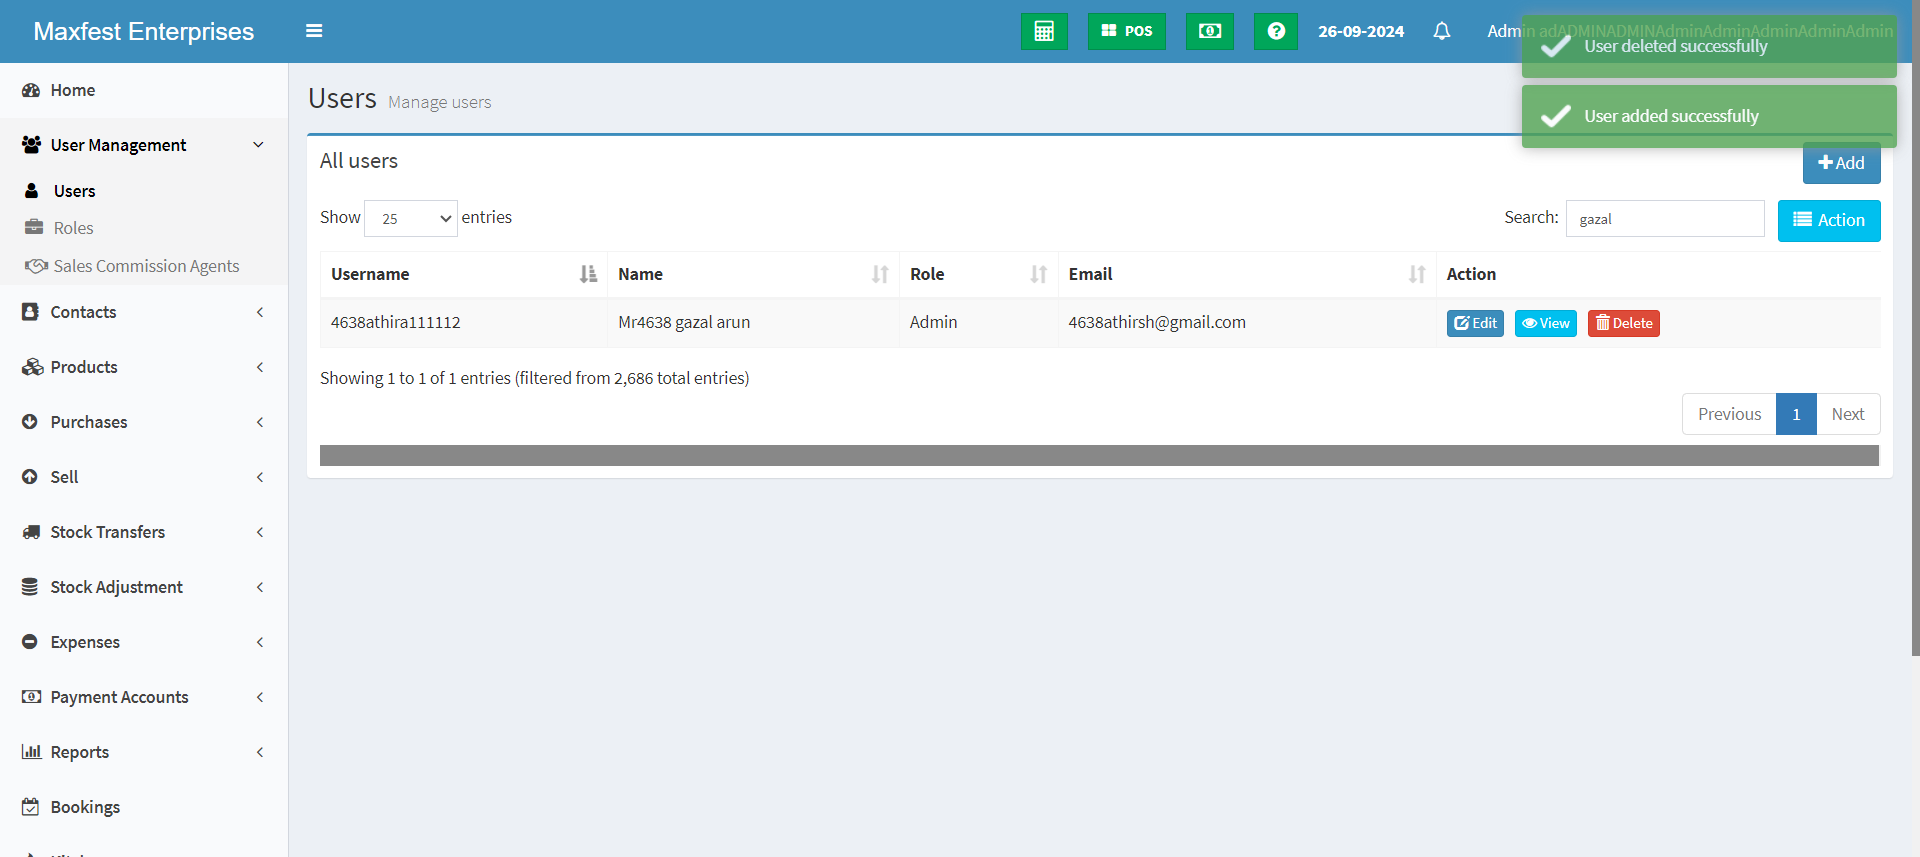 Maxfest Enterprises
POS
26-09-2024
Admin adADMINADMINAdminAdminAdminAdminAdmin
User deleted successfully
User added successfully
Home
User Management
Users
Roles
Sales Commission Agents
Contacts
Products
Purchases
Sell
Stock Transfers
Stock Adjustment
Expenses
Payment Accounts
Reports
Bookings
Users Manage users
All users
Add
Show 25 entries
Search: gazal
Action
Username Name Role Email Action
4638athira111112 Mr4638 gazal arun Admin 4638athirsh@gmail.com Edit View Delete
Showing 1 to 1 of 1 entries (filtered from 2,686 total entries)
Previous 1 Next